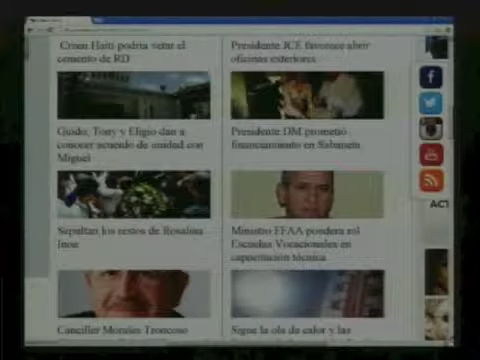 Crisen Haití podría vetar el
cemento de RD
Presidente JCE favorece abrir
oficinas exteriores
Guido, Tony y Eligio dan a
conocer acuerdo de unidad con
Miguel
Presidente DM prometió
financiamiento en Sabaneta
Sepultan los restos de Rosalina
Ministro FFAA pondera rol
Escuelas Vocacionales en
capacitación técnica
Canciller Morales Troncoso
Sigue la ola de calor y las
ACT